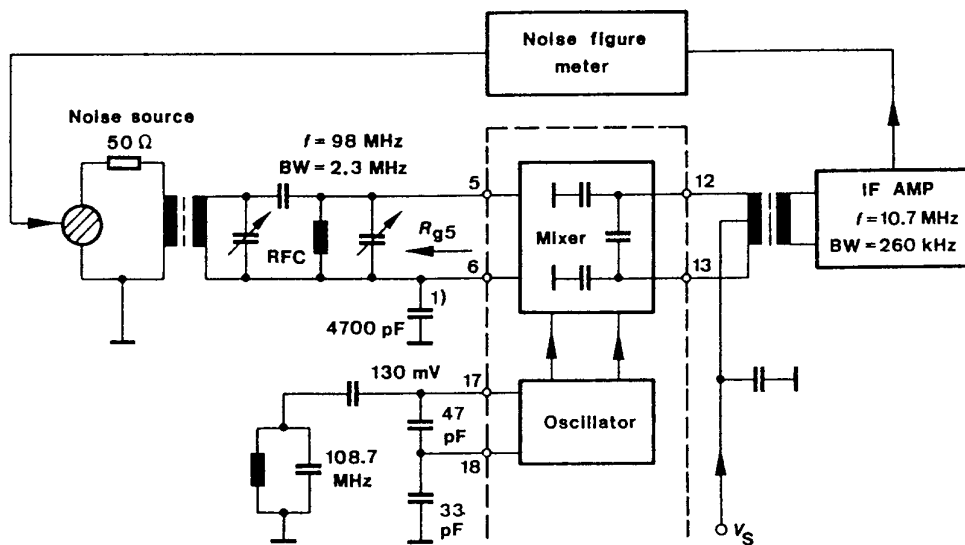 Noise figure
meter
Noise source
50 Ω
f = 98 MHz
BW = 2.3 MHz
5
12
IF AMP
f = 10.7 MHz
BW = 260 kHz
RFC
Rg5
Mixer
6
13
1)
4700 pF
130 mV
17
47
pF
Oscillator
108.7
MHz
18
33
pF
VS